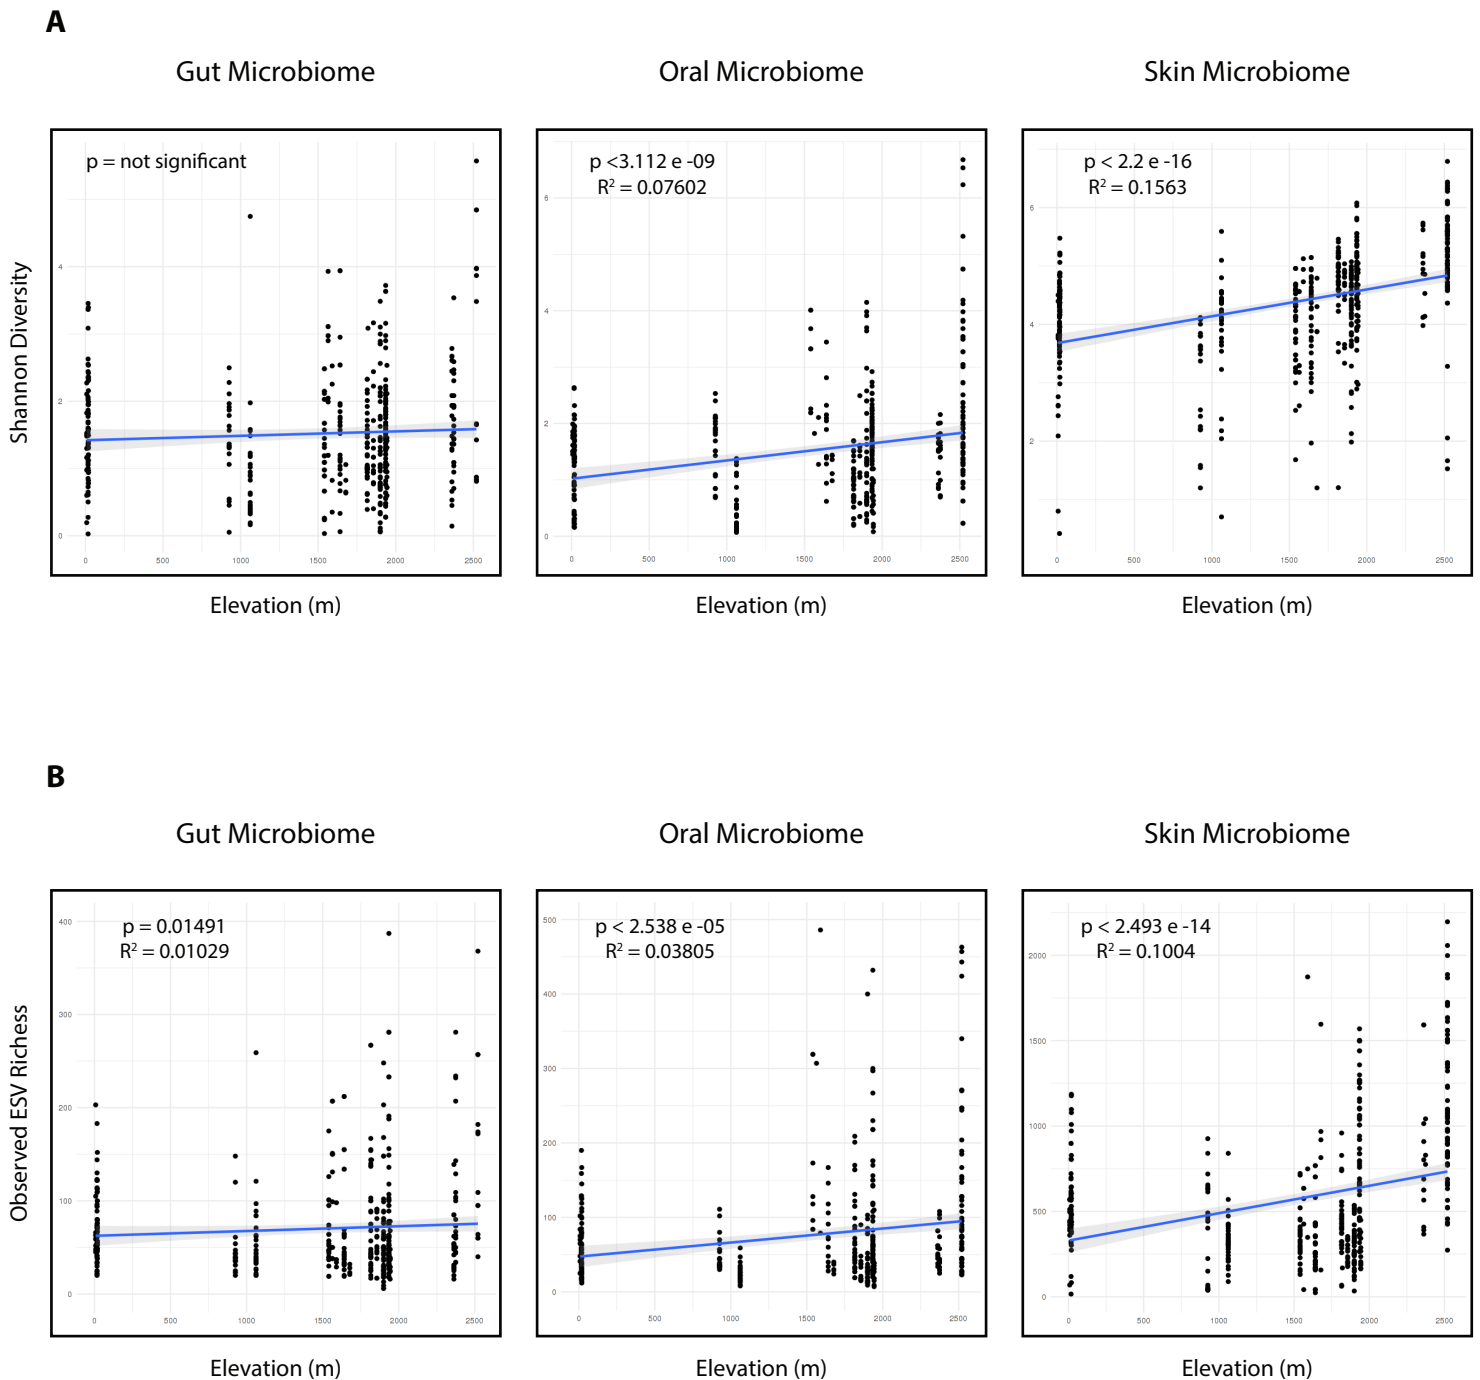 A
Gut Microbiome Oral Microbiome Skin Microbiome
p = not significant
p <3.112 e -09
R² = 0.07602
p < 2.2 e -16
R² = 0.1563
Shannon Diversity
4
2
0
0 500 1000 1500 2000 2500
6
4
2
0
0 500 1000 1500 2000 2500
6
4
2
0 500 1000 1500 2000 2500
Elevation (m) Elevation (m) Elevation (m)
B
Gut Microbiome Oral Microbiome Skin Microbiome
p = 0.01491
R² = 0.01029
p < 2.538 e -05
R² = 0.03805
p < 2.493 e -14
R² = 0.1004
Observed ESV Richess
400
300
200
100
0
0 500 1000 1500 2000 2500
500
400
300
200
100
0
0 500 1000 1500 2000 2500
2000
1500
1000
500
0
0 500 1000 1500 2000 2500
Elevation (m) Elevation (m) Elevation (m)